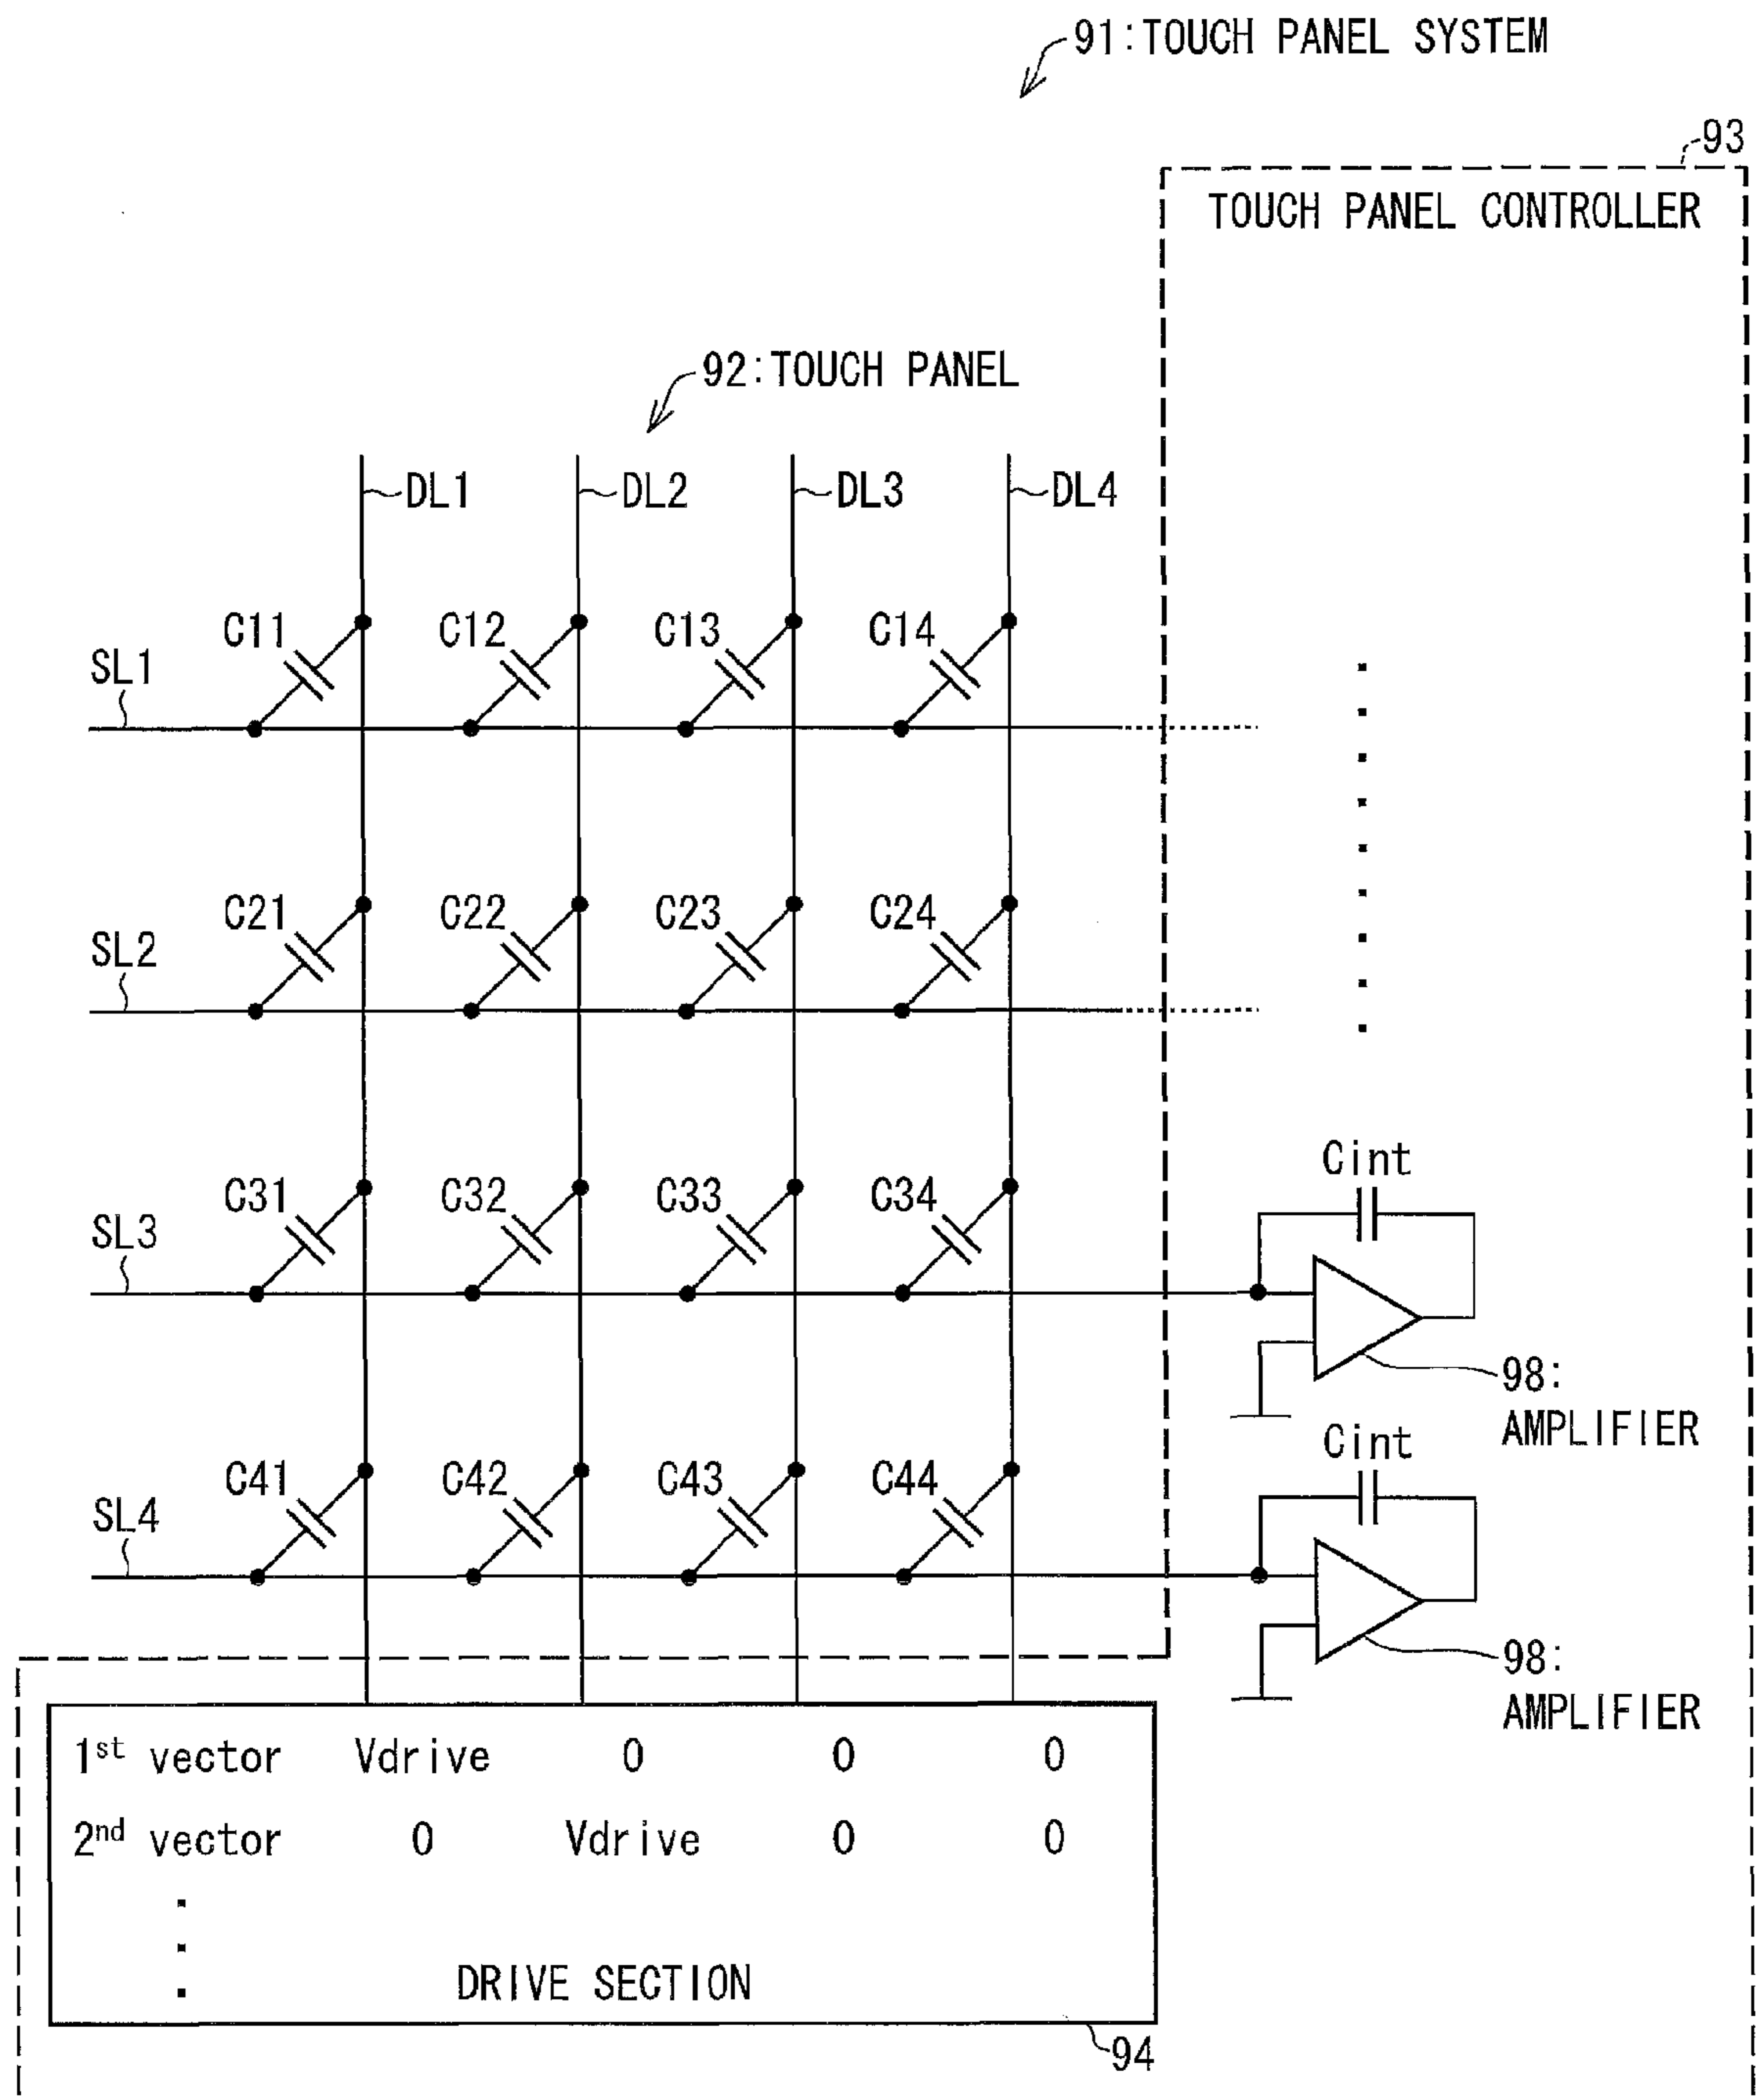 91:TOUCH PANEL SYSTEM
93
TOUCH PANEL CONTROLLER
92:TOUCH PANEL
DL1 DL2 DL3 DL4
C11 C12 C13 C14
SL1
C21 C22 C23 C24
SL2
Cint
C31 C32 C33 C34
SL3
98:
AMPLIFIER
Cint
C41 C42 C43 C44
SL4
98:
AMPLIFIER
1st vector Vdrive 0 0 0
2nd vector 0 Vdrive 0 0
DRIVE SECTION
94